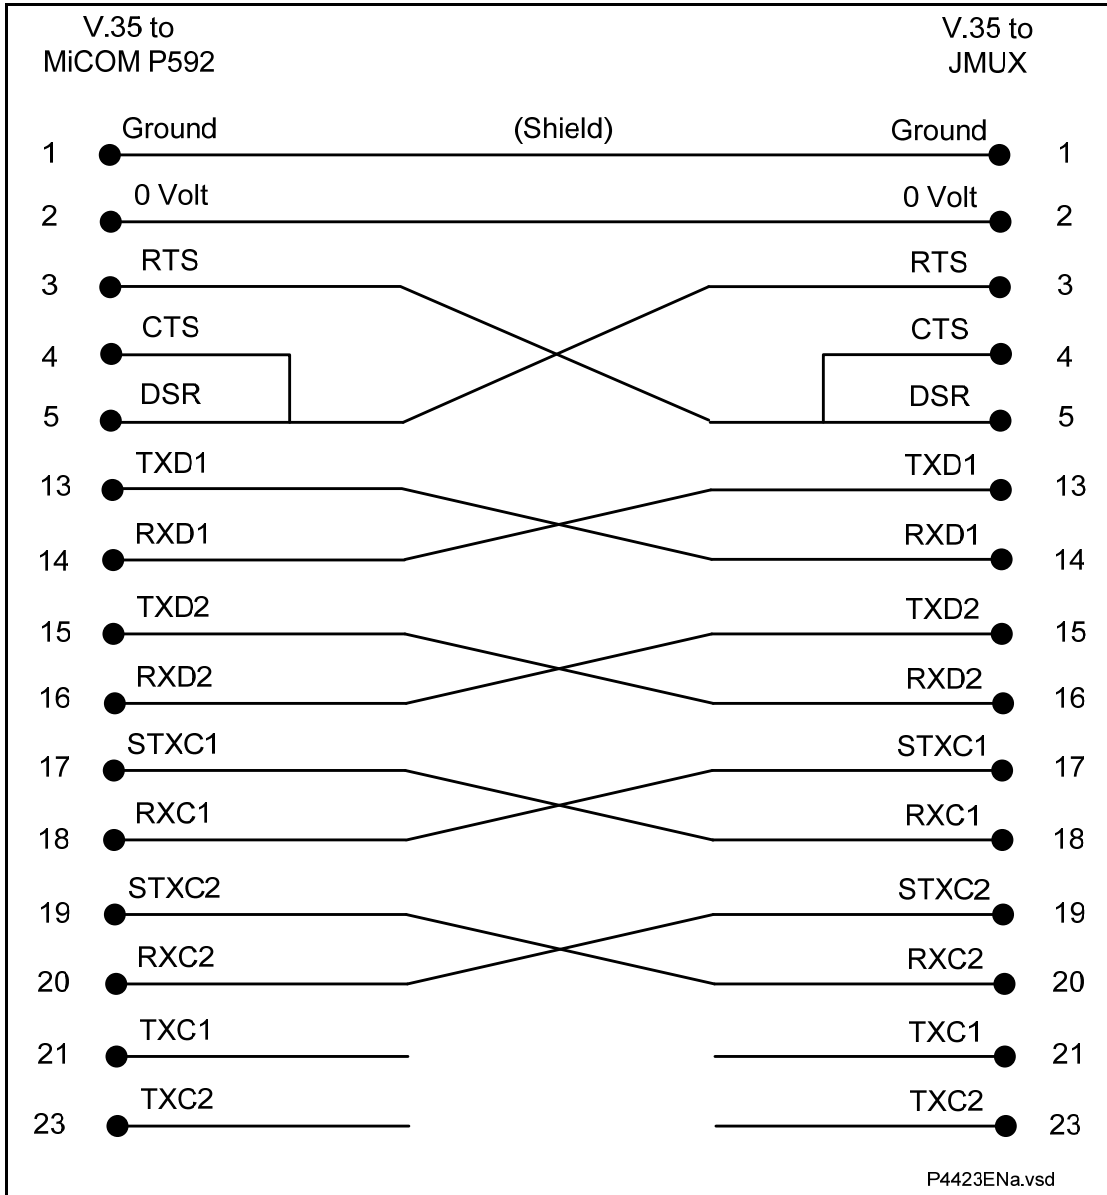 V.35 to V.35 to
MiCOM P592 JMUX
Ground (Shield) Ground
1 1
0 Volt 0 Volt
2 2
RTS RTS
3 3
CTS CTS
4 4
DSR DSR
5 5
TXD1 TXD1
13 13
RXD1 RXD1
14 14
TXD2 TXD2
15 15
RXD2 RXD2
16 16
STXC1 STXC1
17 17
RXC1 RXC1
18 18
STXC2 STXC2
19 19
RXC2 RXC2
20 20
TXC1 TXC1
21 21
TXC2 TXC2
23 23
P4423ENa.vsd